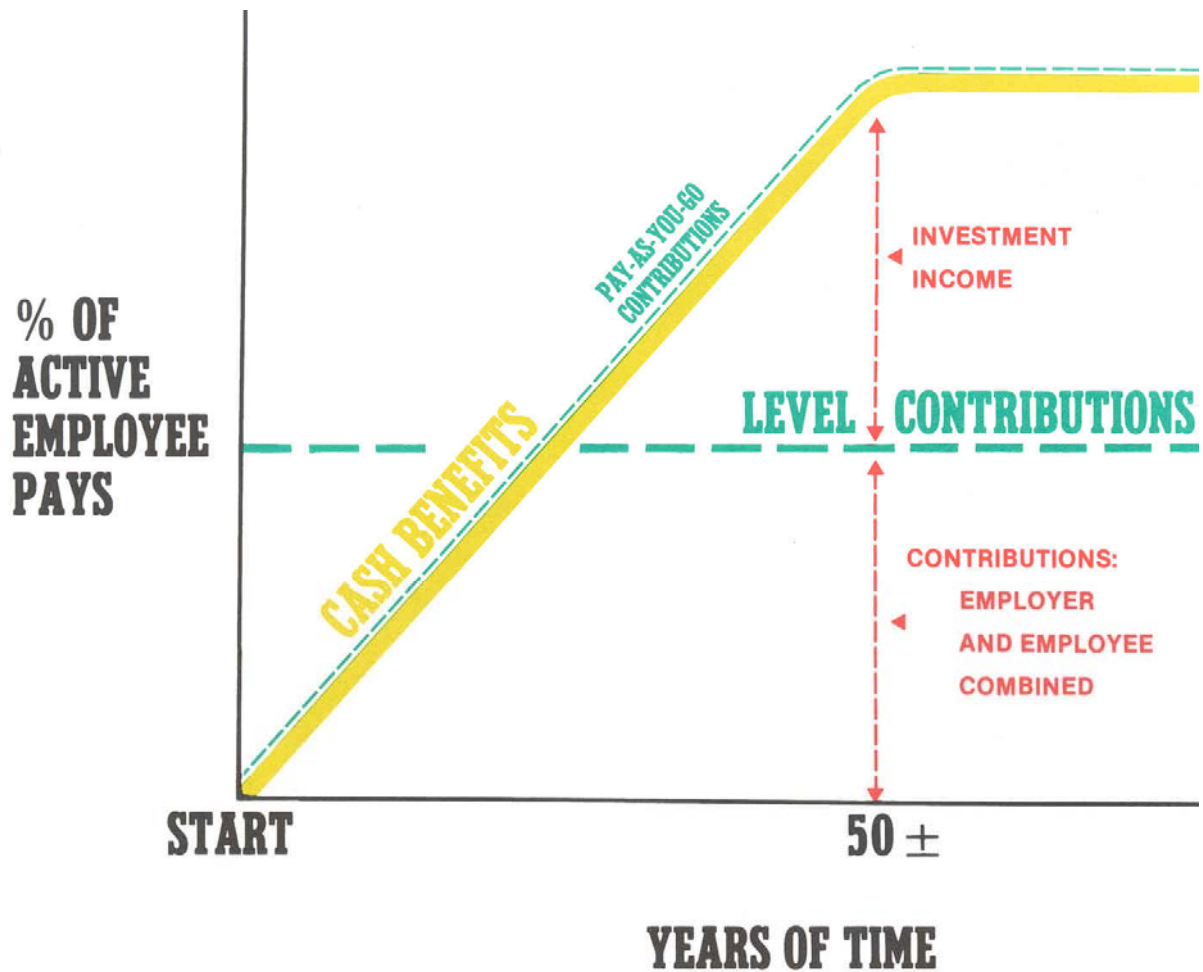 PAY-AS-YOU-GO
CONTRIBUTIONS
INVESTMENT
INCOME
% OF
ACTIVE
EMPLOYEE
PAYS
CASH BENEFITS
LEVEL CONTRIBUTIONS
CONTRIBUTIONS:
EMPLOYER
AND EMPLOYEE
COMBINED
START
50 ±
YEARS OF TIME